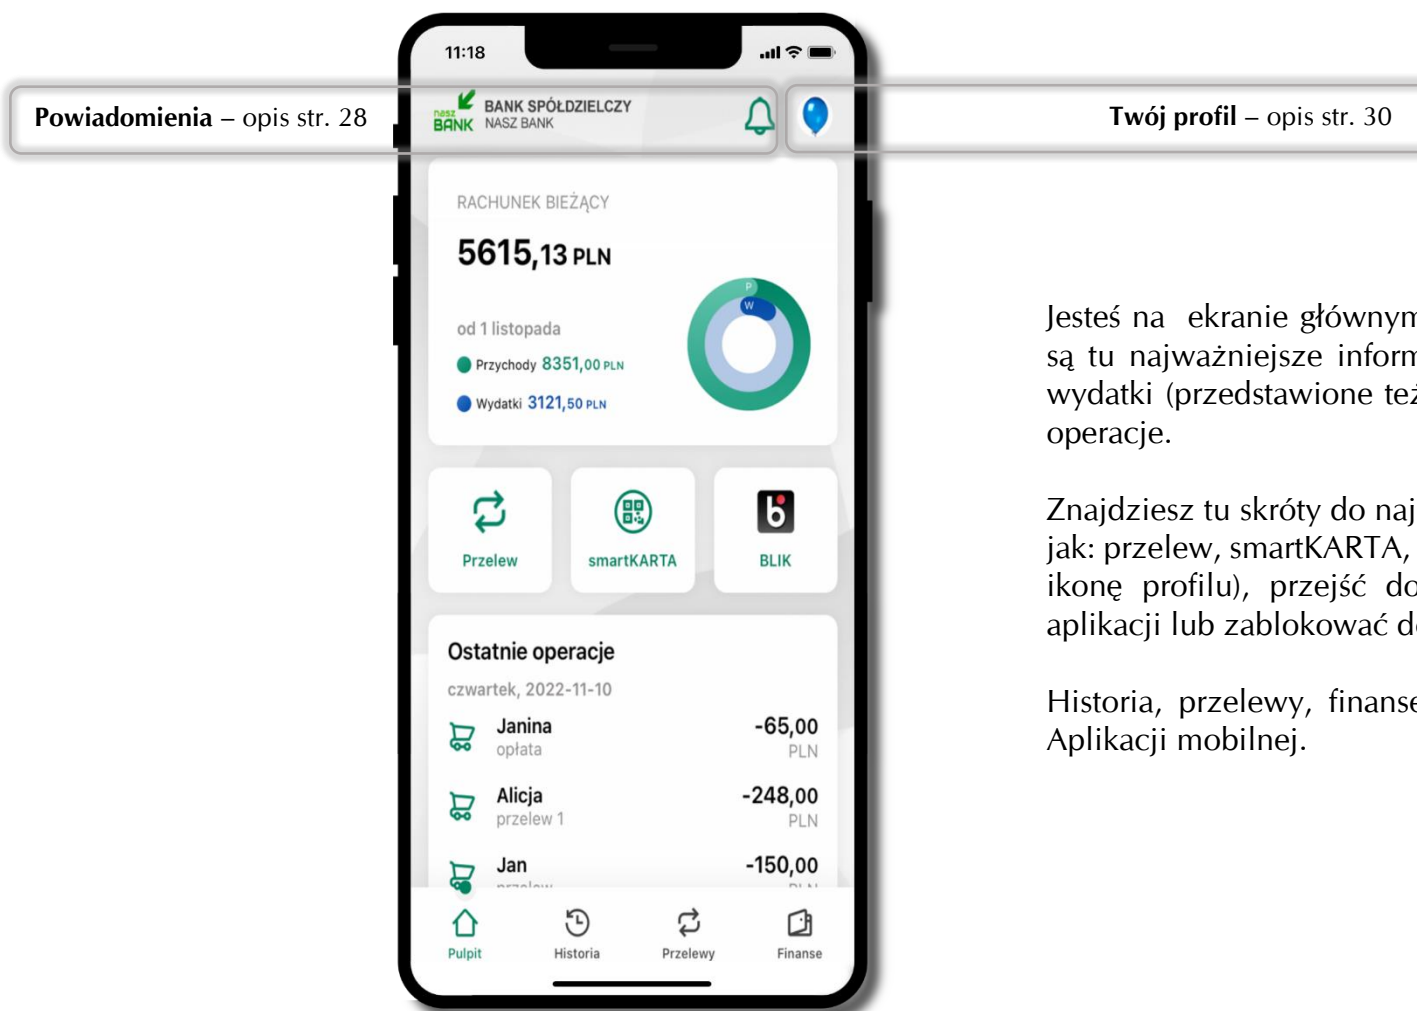 11:18
Powiadomienia – opis str. 28
nasz BANK
BANK SPÓŁDZIELCZY
NASZ BANK
Twój profil – opis str. 30
RACHUNEK BIEŻĄCY
5615,13 PLN
od 1 listopada
Przychody 8351,00 PLN
Wydatki 3121,50 PLN
P
W
Przelew
smartKARTA
BLIK
Ostatnie operacje
czwartek, 2022-11-10
Janina -65,00
opłata PLN
Alicja -248,00
przelew 1 PLN
Jan -150,00
przelew PLN
Pulpit
Historia
Przelewy
Finanse
Jesteś na ekranie głównym
są tu najważniejsze inform
wydatki (przedstawione też
operacje.
Znajdziesz tu skróty do naj
jak: przelew, smartKARTA,
ikonę profilu), przejść do
aplikacji lub zablokować d
Historia, przelewy, finanse
Aplikacji mobilnej.